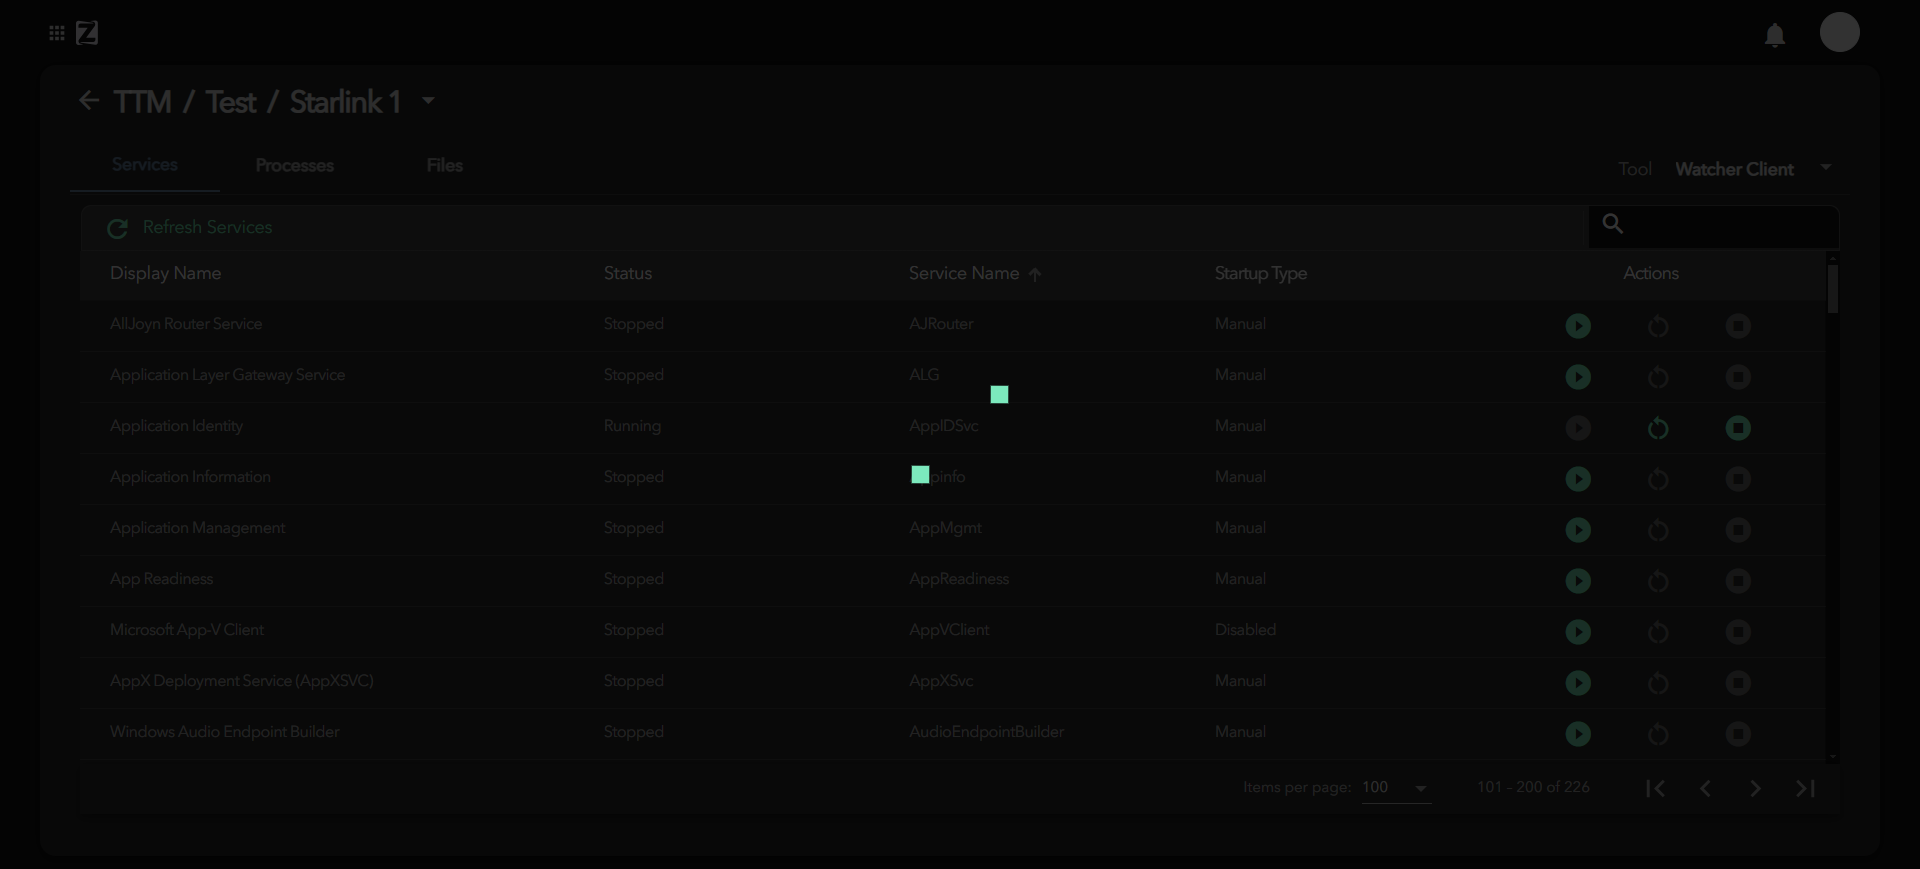 Z
TTM / Test / Starlink 1
Services Processes Files Tool Watcher Client
Refresh Services
Display Name Status Service Name Startup Type Actions
AllJoyn Router Service Stopped AJRouter Manual
Application Layer Gateway Service Stopped ALG Manual
Application Identity Running AppIDSvc Manual
Application Information Stopped pinfo Manual
Application Management Stopped AppMgmt Manual
App Readiness Stopped AppReadiness Manual
Microsoft App-V Client Stopped AppVClient Disabled
AppX Deployment Service (AppXSVC) Stopped AppXSvc Manual
Windows Audio Endpoint Builder Stopped AudioEndpointBuilder Manual
Items per page: 100 101 - 200 of 226